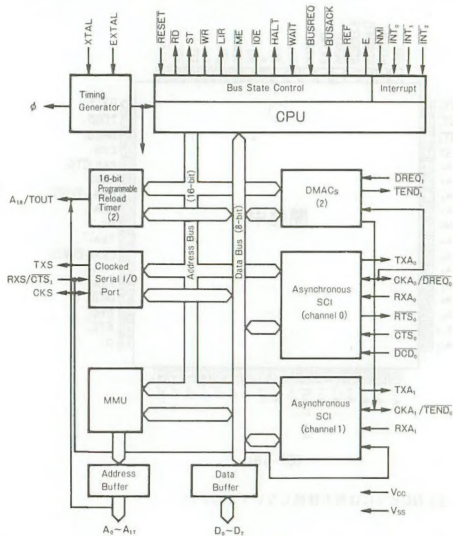 XTAL
EXTAL
RESET
RD
ST
WR
LIR
ME
IOE
HALT
WAIT
BUSREQ
BUSACK
REF
E
NMI
INT₀
INT₁
INT₂
Timing
Generator
Bus State Control
Interrupt
CPU
φ
16-bit
Programmable
Reload
Timer
(2)
A₁₈/TOUT
Address Bus (16-bit)
Data Bus (8-bit)
DMACs
(2)
DREQ₁
TEND₁
TXS
RXS/CTS₁
CKS
Clocked
Serial I/O
Port
Asynchronous
SCI
(channel 0)
TXA₀
CKA₀/DREQ₀
RXA₀
RTS₀
CTS₀
DCD₀
MMU
Asynchronous
SCI
(channel 1)
TXA₁
CKA₁/TEND₀
RXA₁
Address
Buffer
Data
Buffer
V꜀꜀
Vss
A₀~A₁₇
D₀~D₇